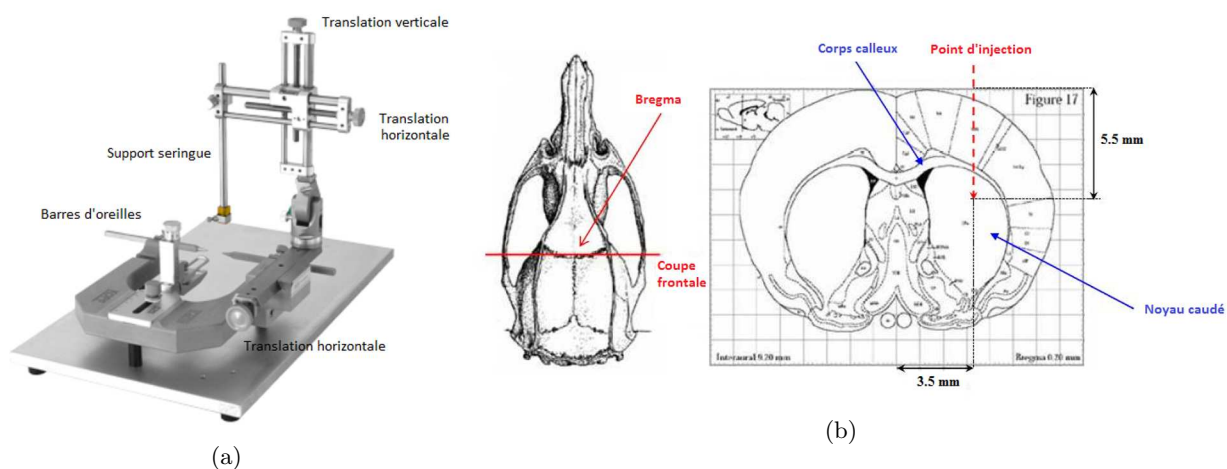 Translation verticale
Translation
horizontale
Support seringue
Barres d'oreilles
Translation horizontale
(a)
Bregma
Coupe
frontale
Corps calleux
Point d'injection
Figure 17
5.5 mm
Noyau caudé
Interaural 9.20 mm
Bregma 0.20 mm
3.5 mm
(b)